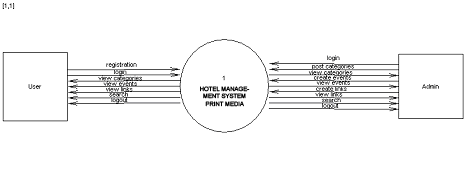 [1,1]
registration
login
view categories
view events
view links
search
logout
User
1
HOTEL MANAGE-
MENT SYSTEM
PRINT MEDIA
login
post categories
view categories
create events
view events
create links
view links
search
logout
Admin